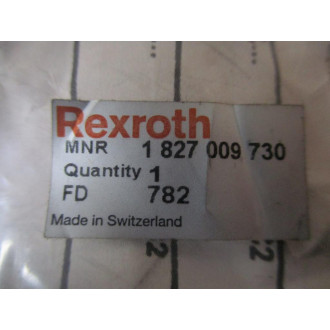 Rexroth
MNR 1 827 009 730
Quantity 1
FD 782
Made in Switzerland